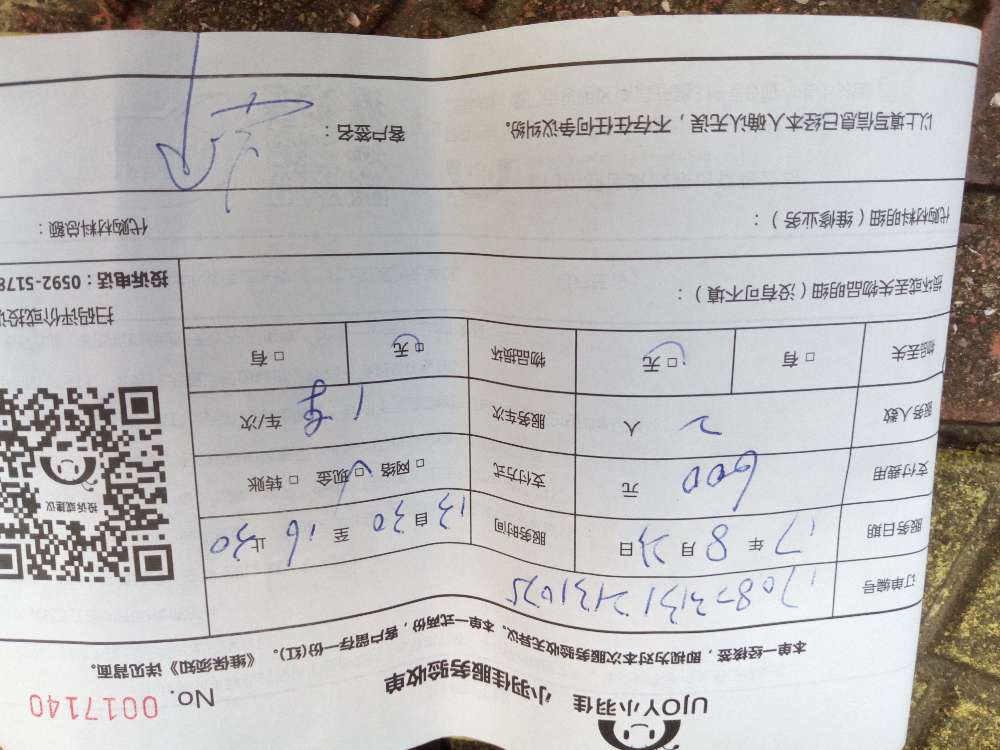 UJOY小羽佳 小羽佳服务验收单 No. 0017140
本单一经核签，即视为对本次服务验收无异议。本单一式两份，客户留存一份(红)。《维保须知》详见背面。
订单编号
服务日期 17 年 8 月 23 日 服务时间 13 自 30 至 16 止 30
支付费用 600 元 支付方式 □ 网络 □ 现金 □ 转账
服务人数 2 人 服务车次 1 车/次
物品丢失 □ 有 □ 无 物品损坏 □ 无 □ 有
投诉或建议
扫码评价或投诉
损坏或丢失物品明细（没有可不填）：
投诉电话：0592-5178
代购材料明细（维修业务）： 代购材料总额：
以上填写信息已经本人确认无误，不存在任何争议纠纷。 客户签名：